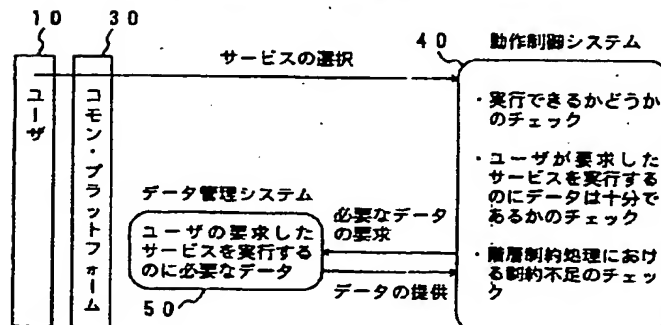 10
30
40
動作制御システム
サービスの選択
ユーザ
コモン・プラットフォーム
・実行できるかどうか
のチェック
・ユーザが要求した
サービスを実行する
のにデータは十分で
あるかのチェック
・階層制約処理におけ
る制約不足のチェッ
ク
データ管理システム
ユーザの要求した
サービスを実行する
のに必要なデータ
50
必要なデータ
の要求
データの提供